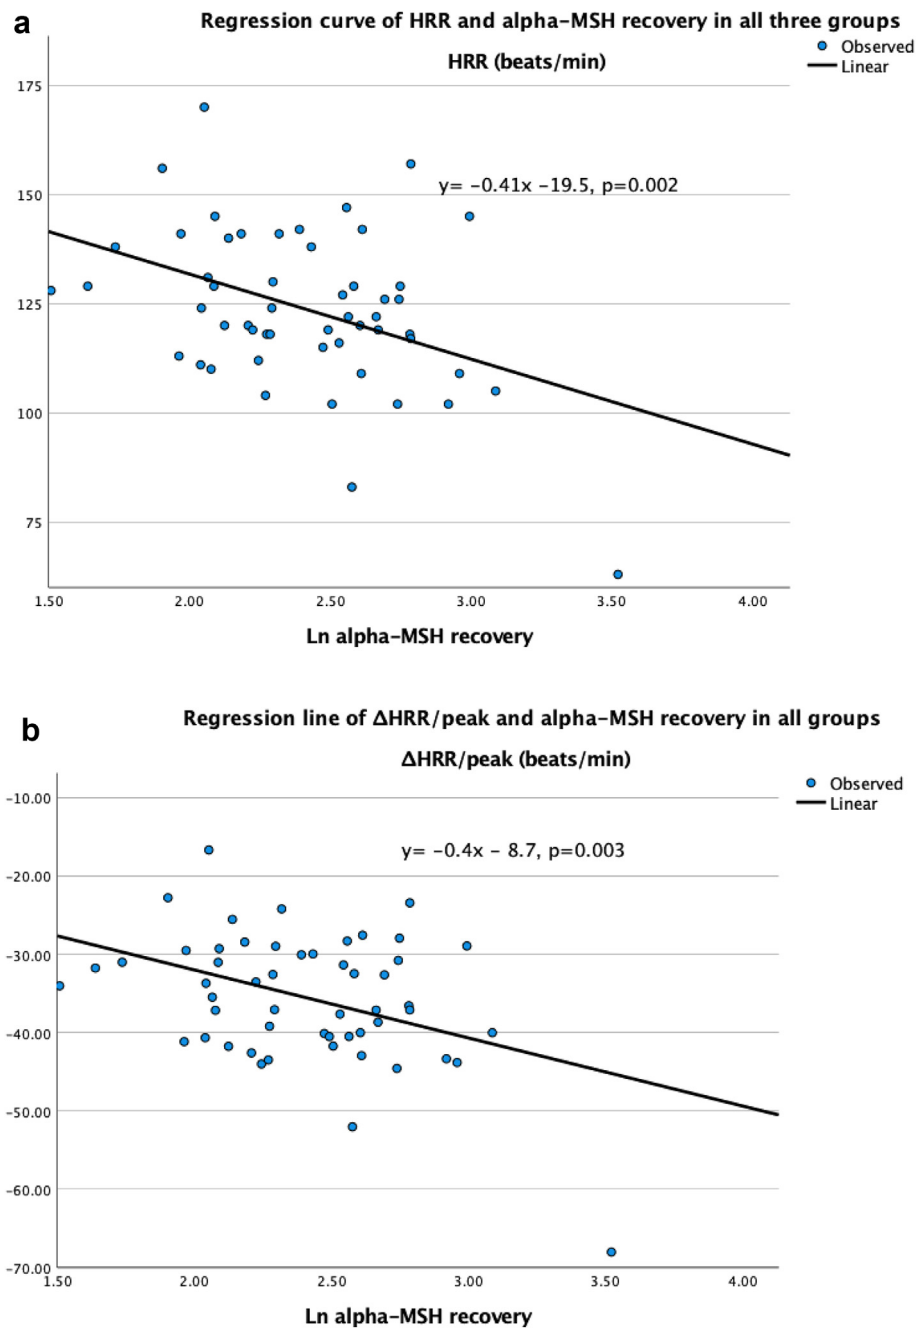 a
Regression curve of HRR and alpha-MSH recovery in all three groups
HRR (beats/min)
Observed
Linear
175
y= -0.41x -19.5, p=0.002
150
125
100
75
1.50 2.00 2.50 3.00 3.50 4.00
Ln alpha-MSH recovery
b
Regression line of ΔHRR/peak and alpha-MSH recovery in all groups
ΔHRR/peak (beats/min)
Observed
Linear
-10.00
y= -0.4x - 8.7, p=0.003
-20.00
-30.00
-40.00
-50.00
-60.00
-70.00
1.50 2.00 2.50 3.00 3.50 4.00
Ln alpha-MSH recovery